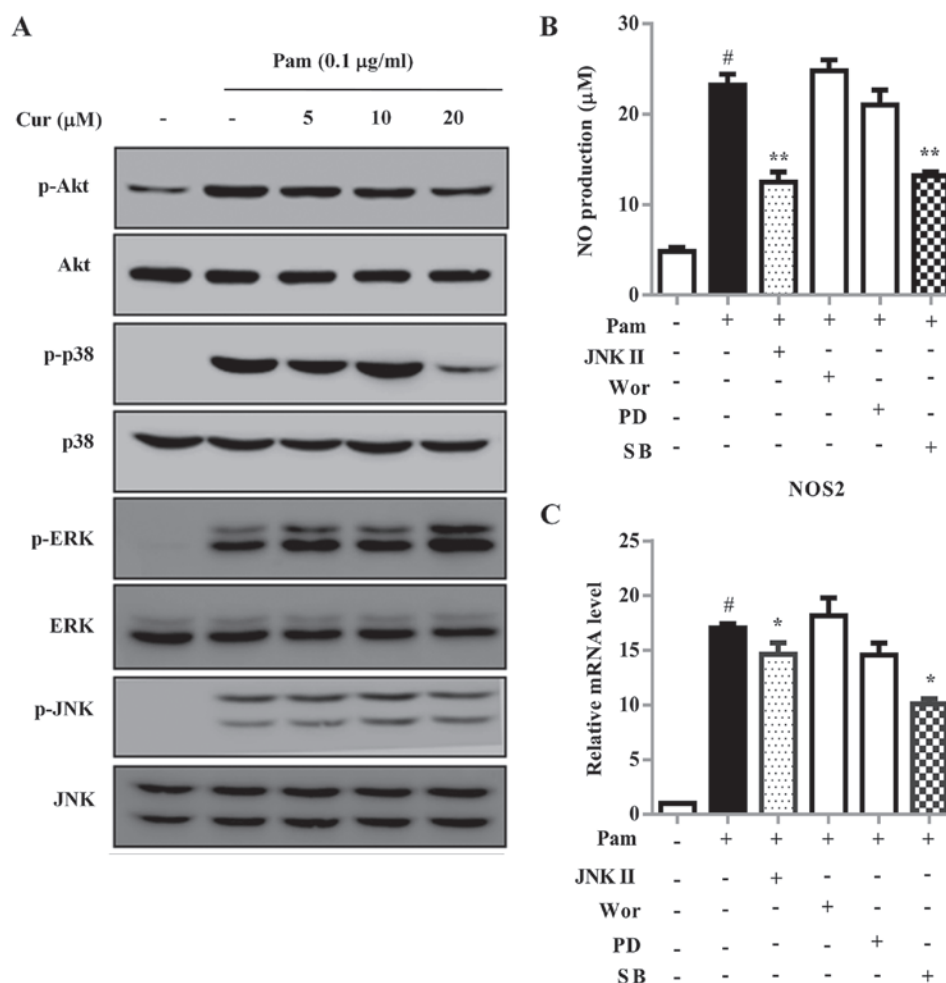 A
Pam (0.1 μg/ml)
Cur (μM) - - 5 10 20
p-Akt
Akt
p-p38
p38
p-ERK
ERK
p-JNK
JNK
B
NO production (μM)
30
20
10
0
#
**
**
Pam - + + + + +
JNK II - - + - - -
Wor - - - + - -
PD - - - - + -
SB - - - - - +
NOS2
C
Relative mRNA level
25
20
15
10
5
0
#
*
*
Pam - + + + + +
JNK II - - + - - -
Wor - - - + - -
PD - - - - + -
SB - - - - - +